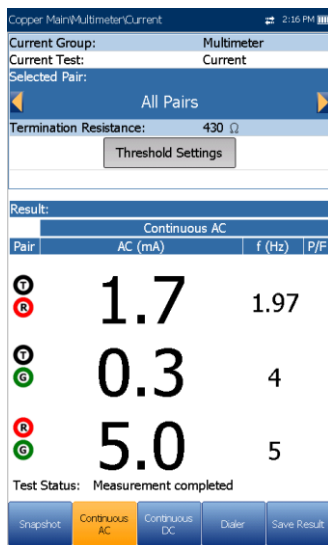 Copper Main\Multimeter\Current 2:16 PM
Current Group: Multimeter
Current Test: Current
Selected Pair:
All Pairs
Termination Resistance: 430 Ω
Threshold Settings
Result:
Continuous AC
Pair AC (mA) f (Hz) P/F
T
R
1.7 1.97
T
G
0.3 4
R
G
5.0 5
Test Status: Measurement completed
Snapshot Continuous AC Continuous DC Dialer Save Result